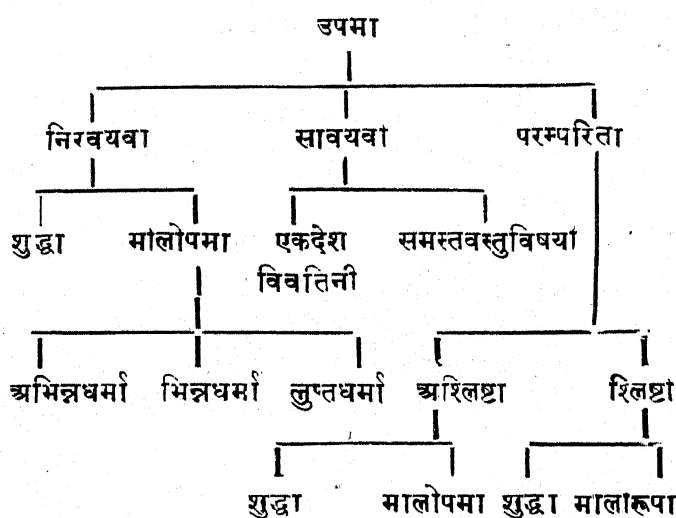 उपमा
निरवयवा सावयवा परम्परिता
शुद्धा मालोपमा एकदेश समस्तवस्तुविषया
विवर्तिनी
अभिन्नधर्मा भिन्नधर्मा लुप्तधर्मा अश्लिष्टा श्लिष्टा
शुद्धा मालोपमा शुद्धा मालारूपा